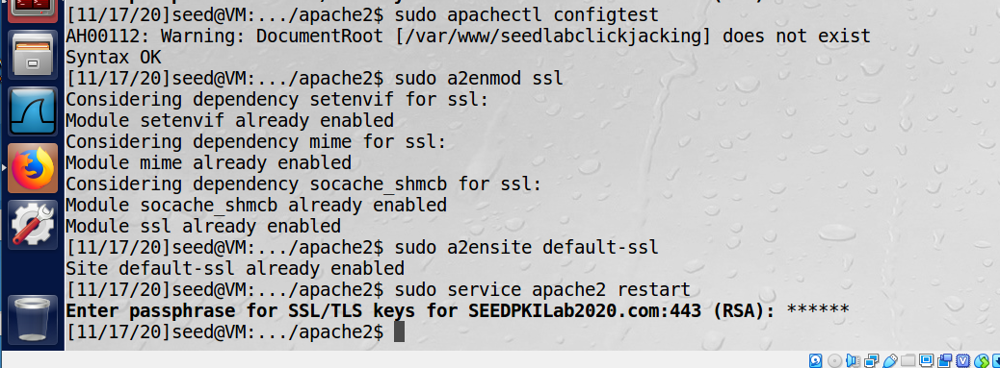 [11/17/20]seed@VM:.../apache2$ sudo apachectl configtest
AH00112: Warning: DocumentRoot [/var/www/seedlabclickjacking] does not exist
Syntax OK
[11/17/20]seed@VM:.../apache2$ sudo a2enmod ssl
Considering dependency setenvif for ssl:
Module setenvif already enabled
Considering dependency mime for ssl:
Module mime already enabled
Considering dependency socache_shmcb for ssl:
Module socache_shmcb already enabled
Module ssl already enabled
[11/17/20]seed@VM:.../apache2$ sudo a2ensite default-ssl
Site default-ssl already enabled
[11/17/20]seed@VM:.../apache2$ sudo service apache2 restart
Enter passphrase for SSL/TLS keys for SEEDPKILab2020.com:443 (RSA): ******
[11/17/20]seed@VM:.../apache2$